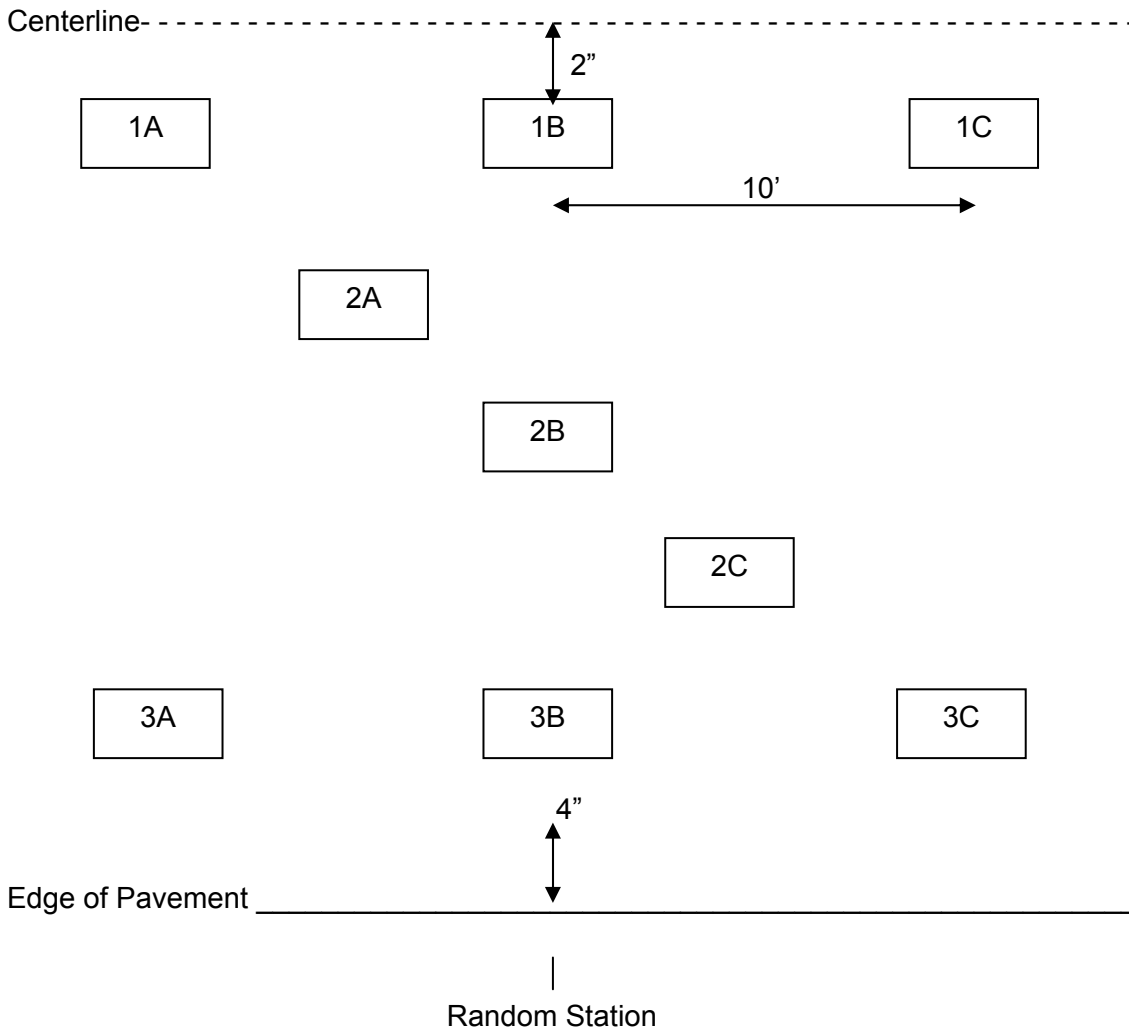 Centerline
2”
1A 1B 1C
10’
2A
2B
2C
3A 3B 3C
4”
Edge of Pavement
Random Station